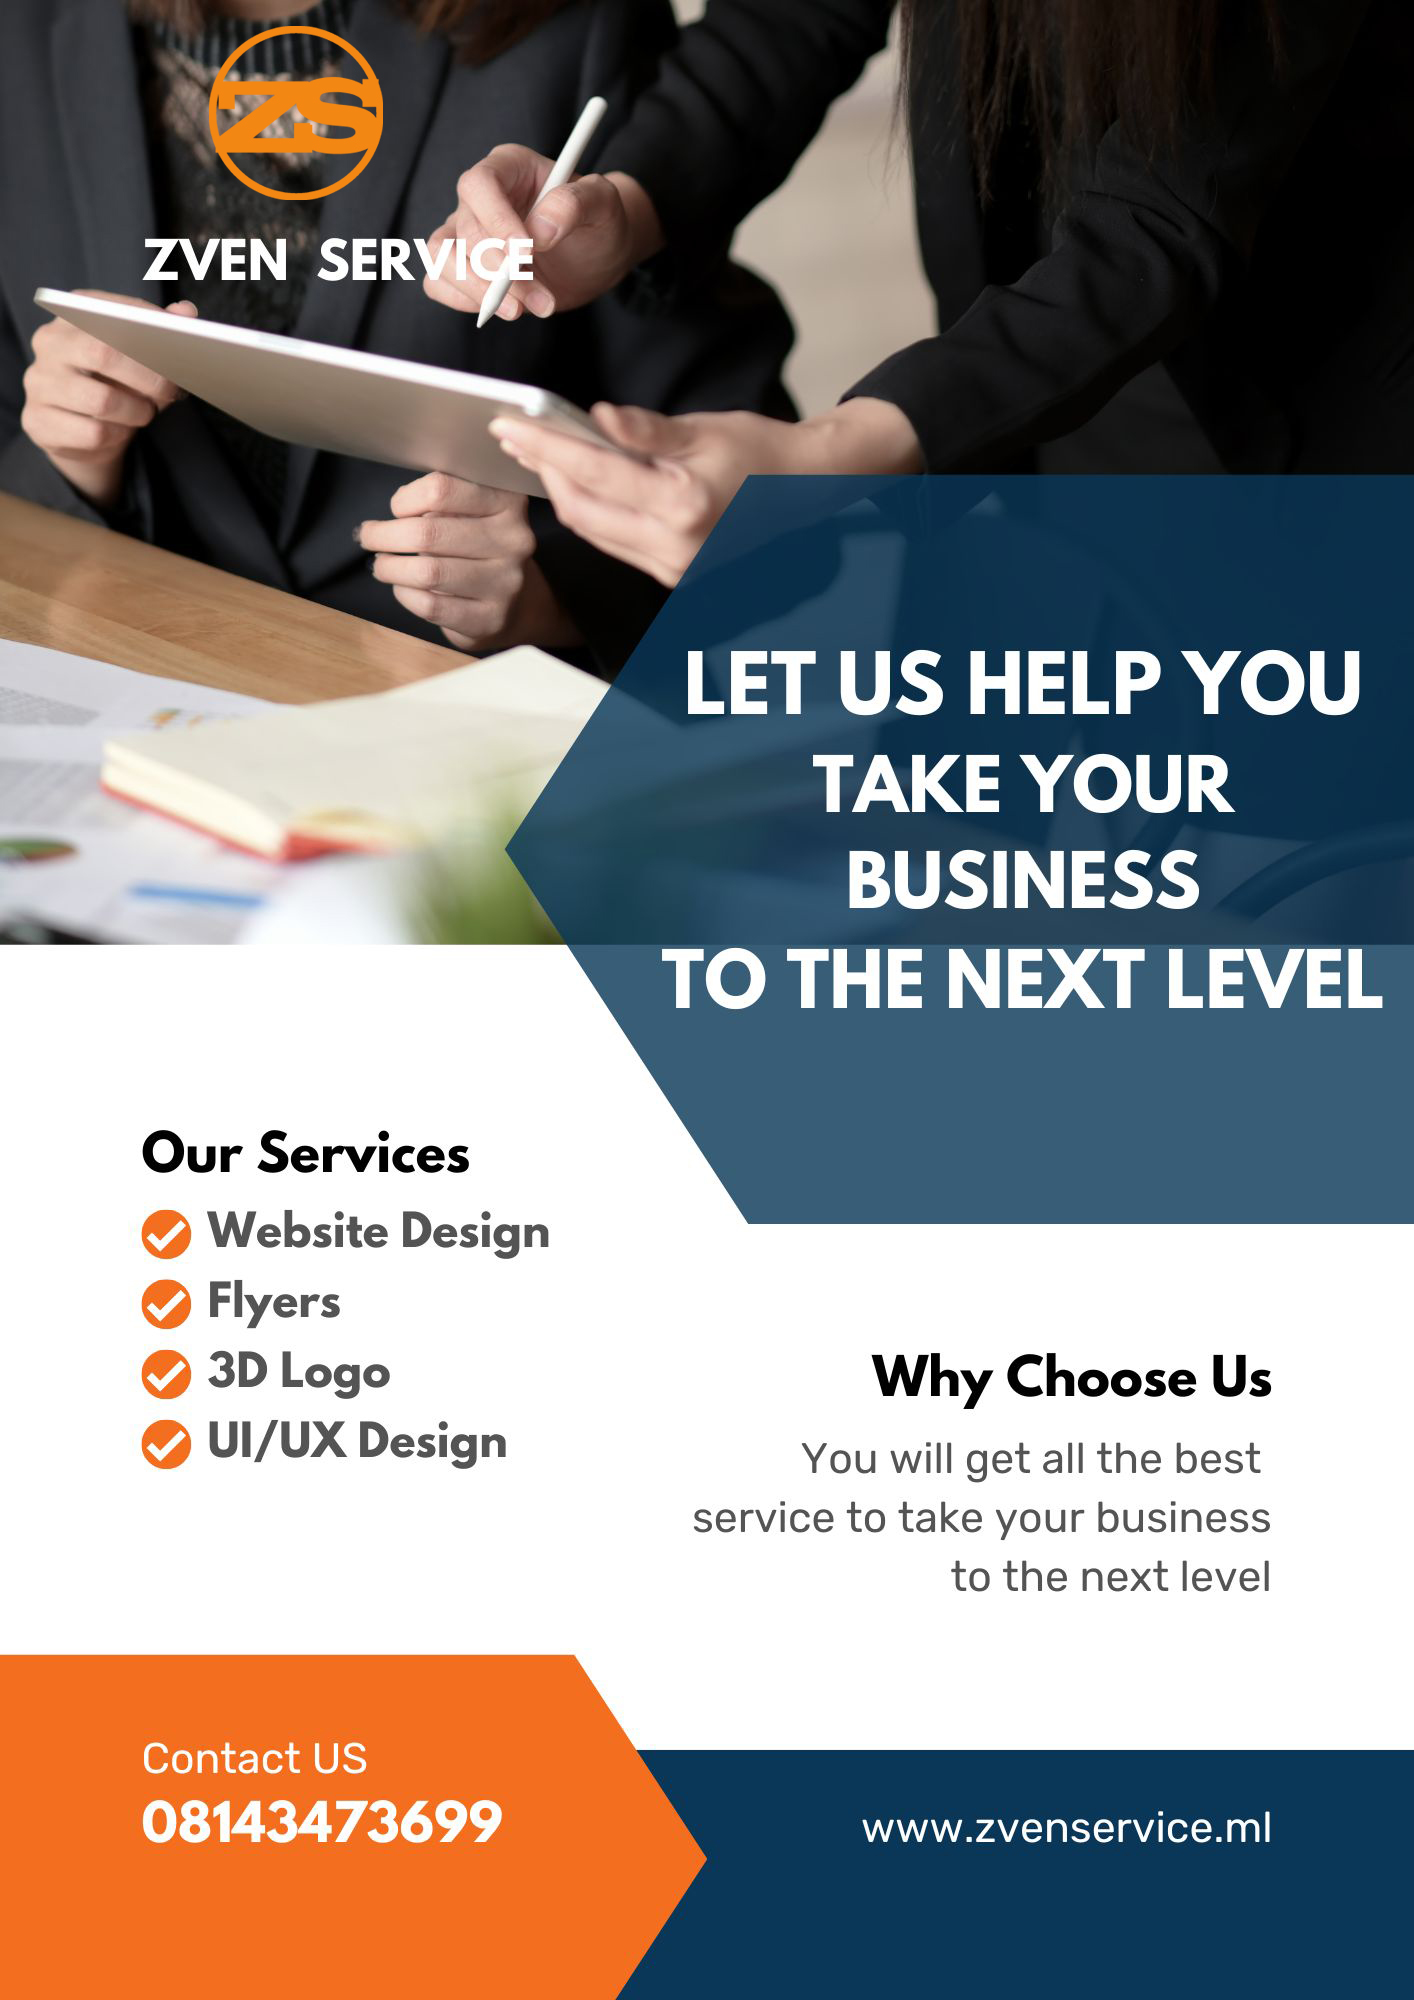 ZS
ZVEN SERVICE
LET US HELP YOU
TAKE YOUR
BUSINESS
TO THE NEXT LEVEL
Our Services
Website Design
Flyers
3D Logo
UI/UX Design
Why Choose Us
You will get all the best
service to take your business
to the next level
Contact US
08143473699
www.zvenservice.ml